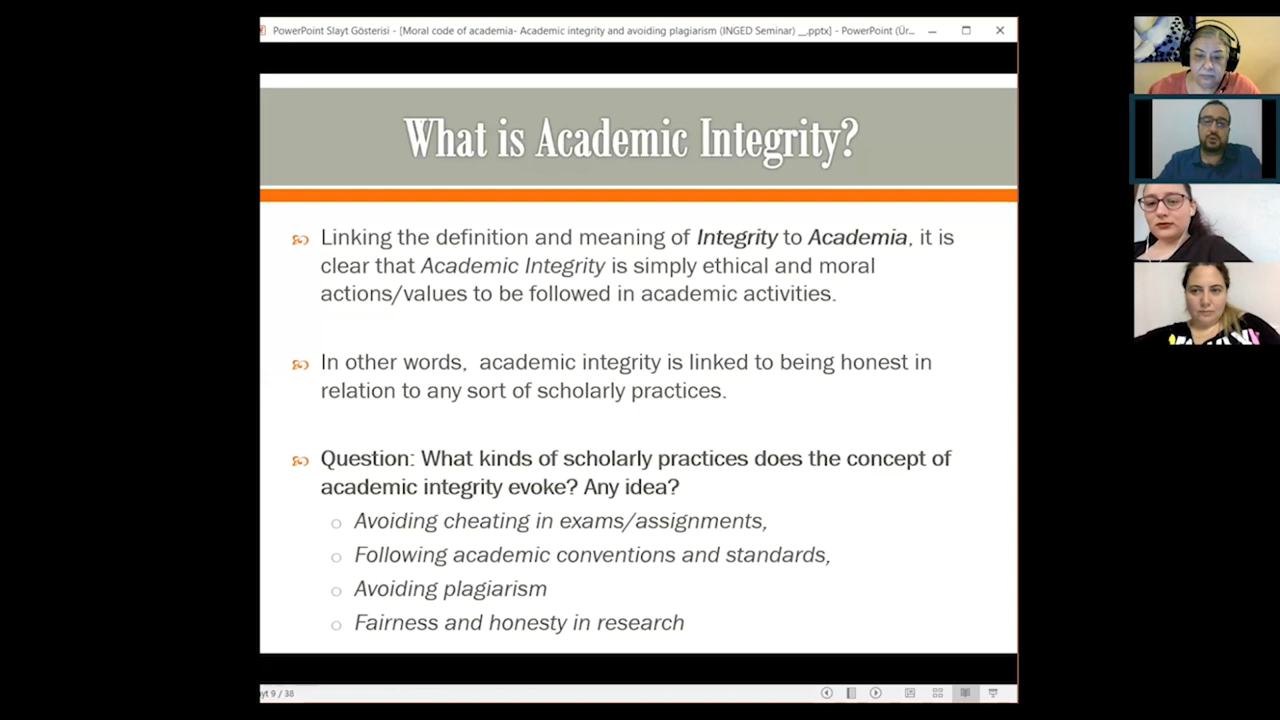 PowerPoint Slayt Gösterisi - [Moral code of academia- Academic integrity and avoiding plagiarism (INGED Seminar) __.pptx] - PowerPoint (Ür...
What is Academic Integrity?
Linking the definition and meaning of Integrity to Academia, it is
clear that Academic Integrity is simply ethical and moral
actions/values to be followed in academic activities.
In other words, academic integrity is linked to being honest in
relation to any sort of scholarly practices.
Question: What kinds of scholarly practices does the concept of
academic integrity evoke? Any idea?
Avoiding cheating in exams/assignments,
Following academic conventions and standards,
Avoiding plagiarism
Fairness and honesty in research
yt 9 / 38